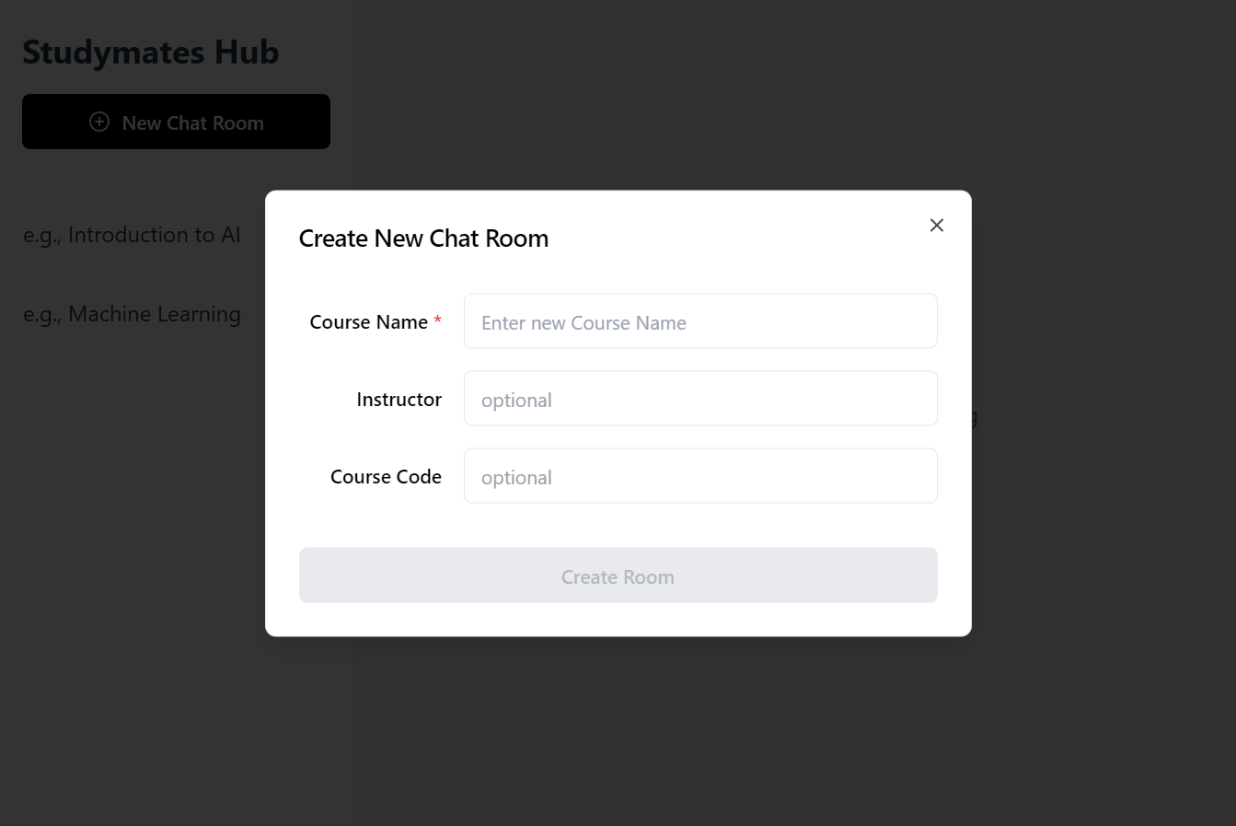 Studymates Hub
New Chat Room
e.g., Introduction to AI
e.g., Machine Learning
Create New Chat Room
Course Name *
Enter new Course Name
Instructor
optional
Course Code
optional
Create Room